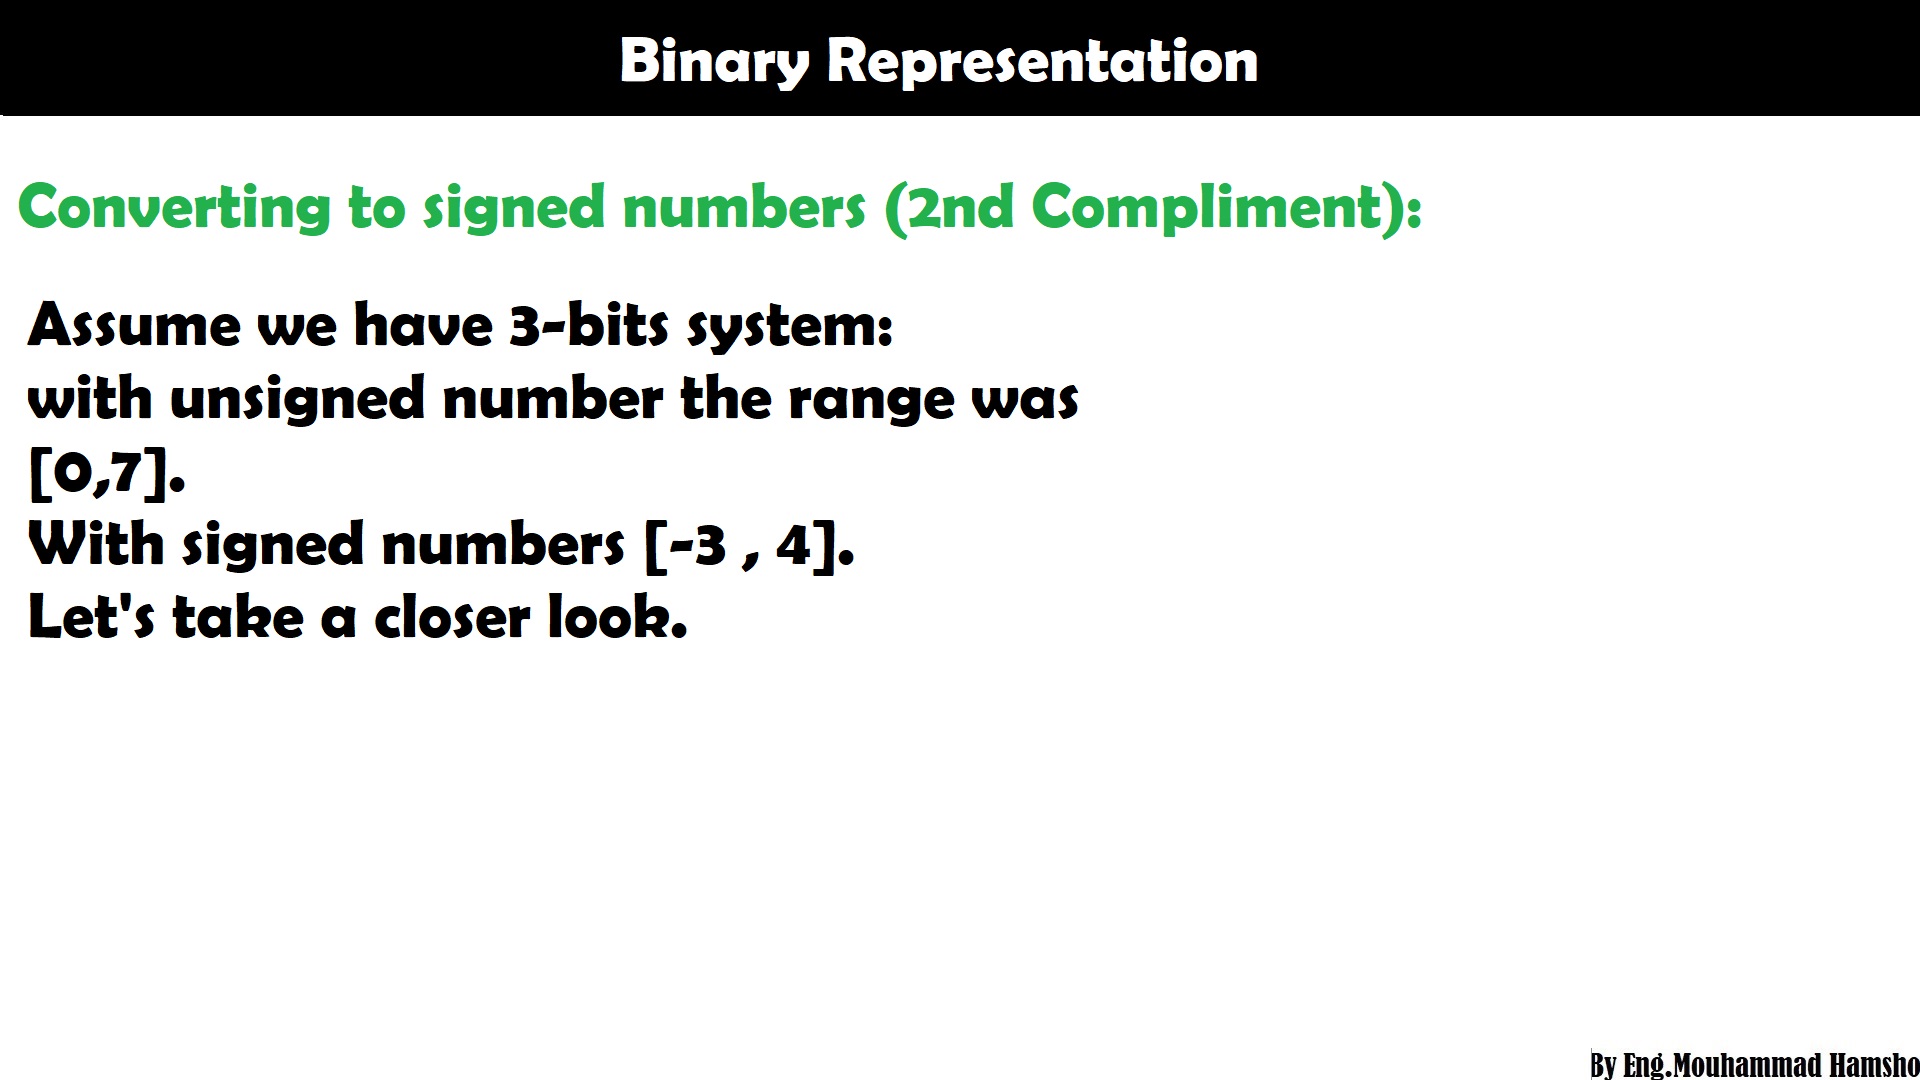 Binary Representation
Converting to signed numbers (2nd Compliment):
Assume we have 3-bits system:
with unsigned number the range was
[0,7].
With signed numbers [-3 , 4].
Let's take a closer look.
By Eng.Mouhammad Hamsho